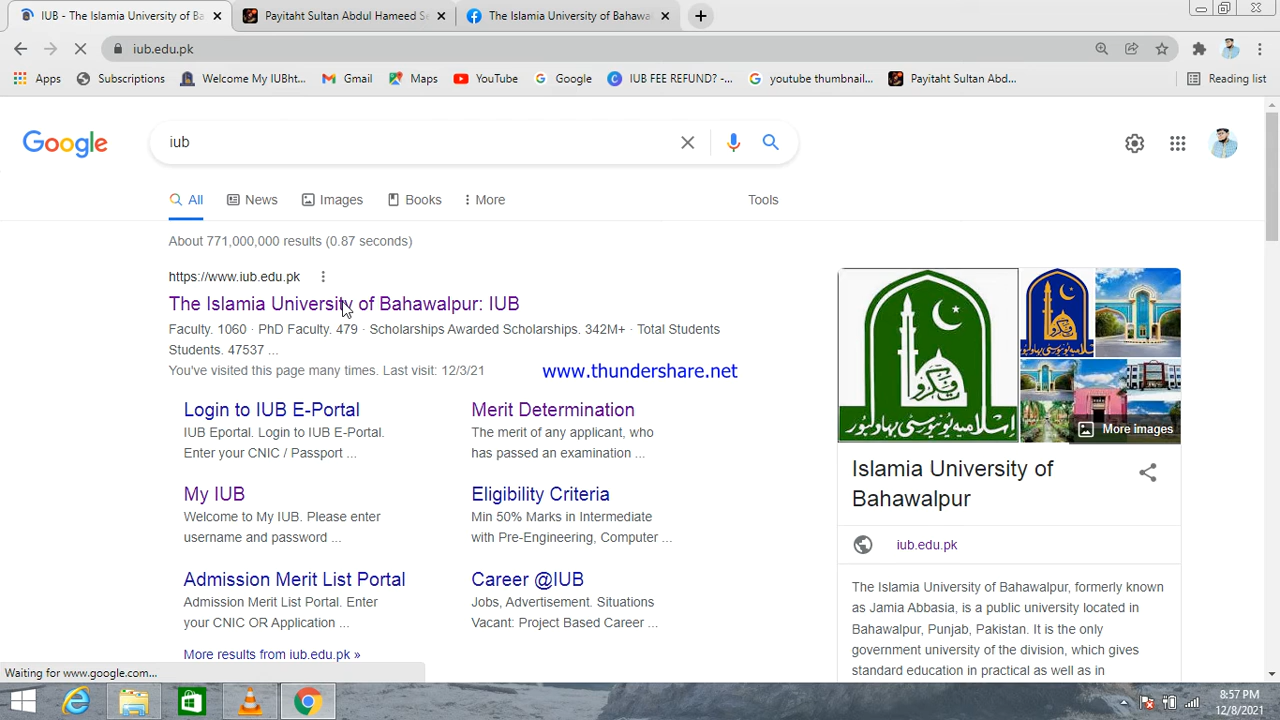 IUB - The Islamia University of Ba
Payitaht Sultan Abdul Hameed Se
The Islamia University of Bahawa
iub.edu.pk
Apps
Subscriptions
Welcome My IUBht...
Gmail
Maps
YouTube
Google
IUB FEE REFUND? -...
youtube thumbnail...
Payitaht Sultan Abd...
Reading list
Google
iub
All
News
Images
Books
More
Tools
About 771,000,000 results (0.87 seconds)
https://www.iub.edu.pk
The Islamia University of Bahawalpur: IUB
Faculty. 1060 · PhD Faculty. 479 · Scholarships Awarded Scholarships. 342M+ · Total Students
Students. 47537 ...
You've visited this page many times. Last visit: 12/3/21
www.thundershare.net
Login to IUB E-Portal
IUB Eportal. Login to IUB E-Portal.
Enter your CNIC / Passport ...
Merit Determination
The merit of any applicant, who
has passed an examination ...
My IUB
Welcome to My IUB. Please enter
username and password ...
Eligibility Criteria
Min 50% Marks in Intermediate
with Pre-Engineering, Computer ...
Admission Merit List Portal
Admission Merit List Portal. Enter
your CNIC OR Application ...
Career @IUB
Jobs, Advertisement. Situations
Vacant: Project Based Career ...
More results from iub.edu.pk »
اسلامیہ یونیورسٹی بہاولپور
More images
Islamia University of
Bahawalpur
iub.edu.pk
The Islamia University of Bahawalpur, formerly known
as Jamia Abbasia, is a public university located in
Bahawalpur, Punjab, Pakistan. It is the only
government university of the division, which gives
standard education in practical as well as in
Waiting for www.google.com...
8:57 PM
12/8/2021